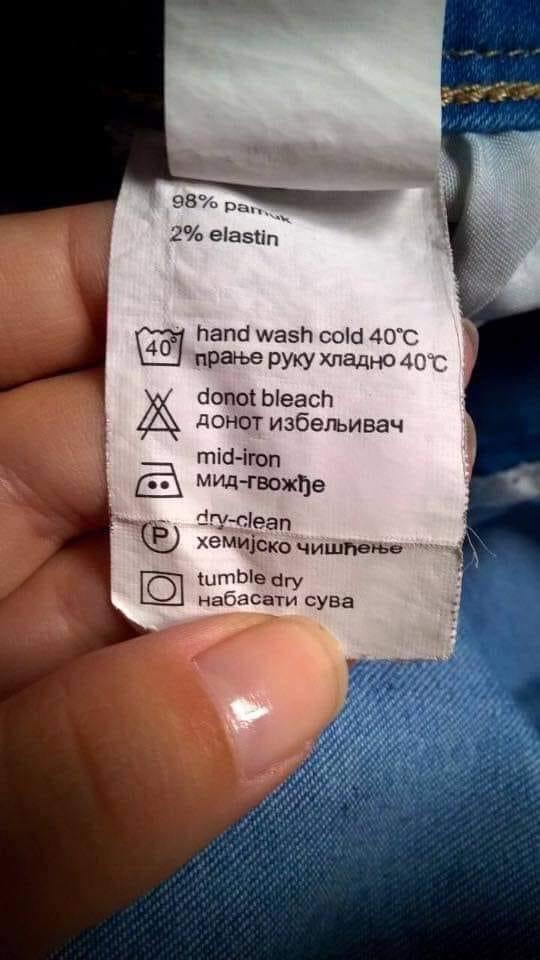 98% pamuk
2% elastin
40 hand wash cold 40°C
прање руку хладно 40°C
donot bleach
донот избељивач
mid-iron
мид-гвожђе
dry-clean
P
хемијско чишћење
tumble dry
набасати сува